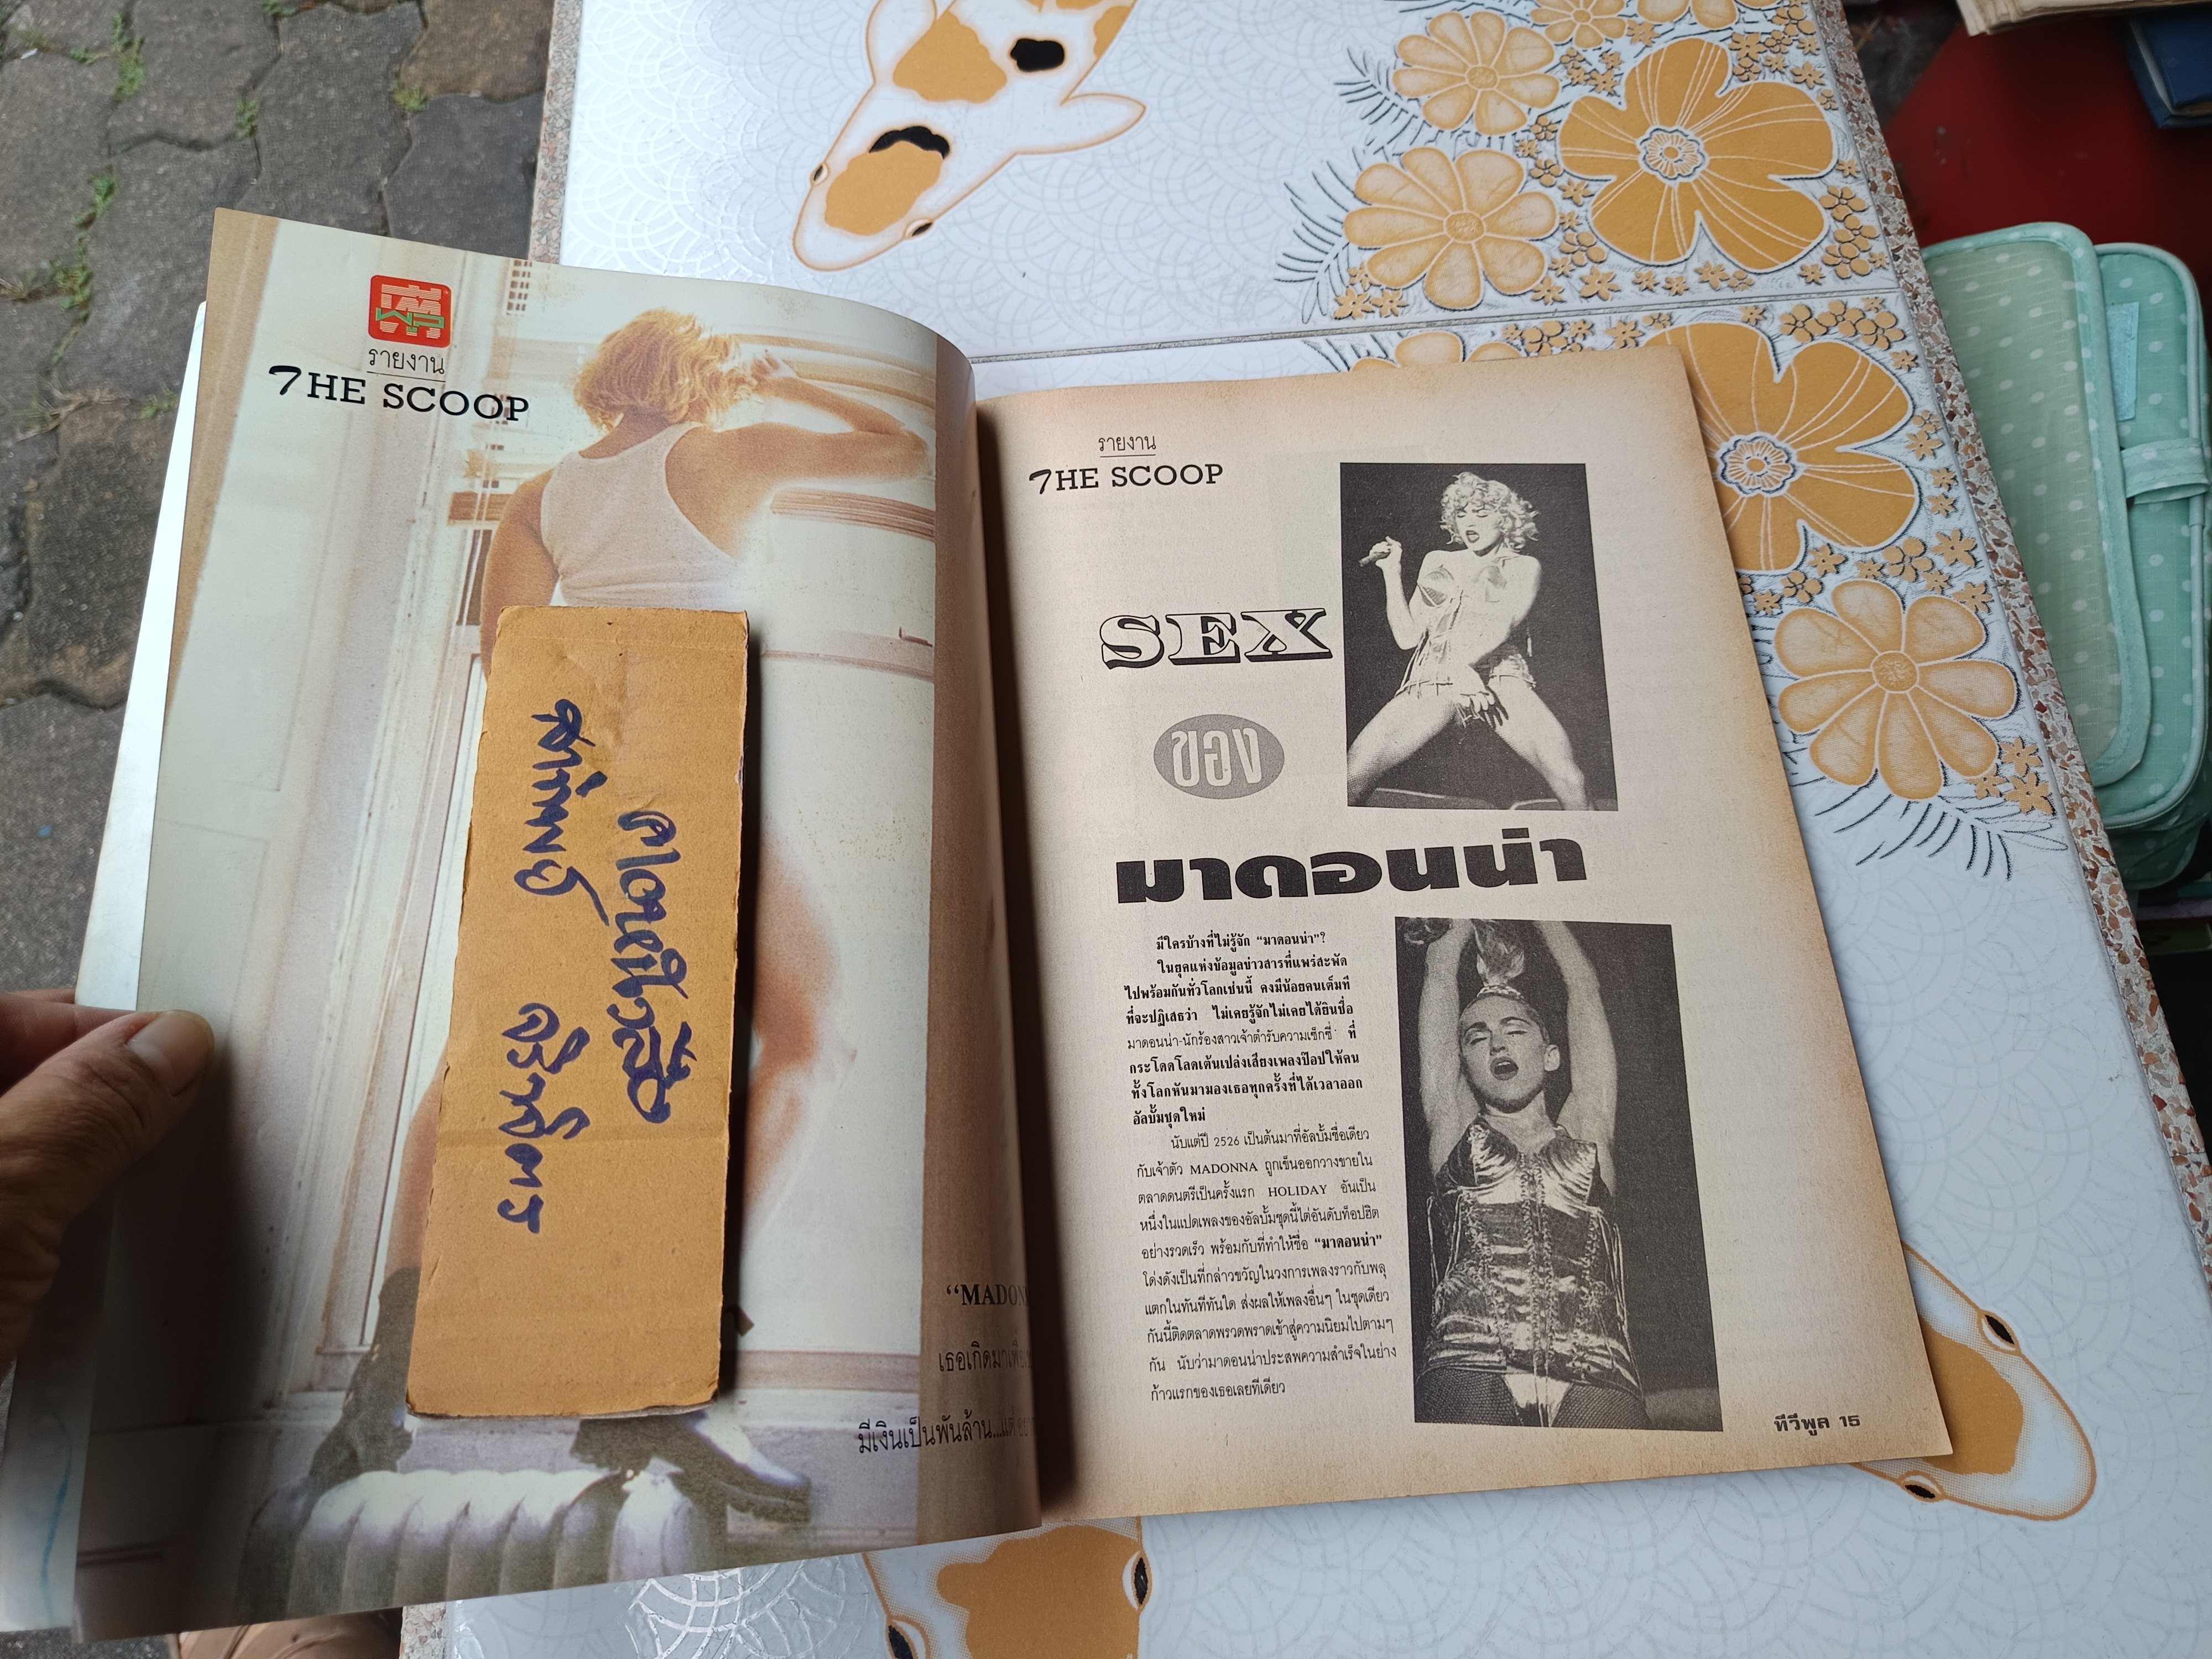 รายงาน
THE SCOOP
"MADON
เธอเกิดมาเพื่อ
มีเงินเป็นพันล้าน...แต่
รายงาน
THE SCOOP
SEX
ของ
มาดอนน่า
มีใครบ้างที่ไม่รู้จัก "มาดอนน่า"?
ในยุคแห่งข้อมูลข่าวสารที่แพร่สะพัด
ไปพร้อมกันทั่วโลกเช่นนี้ คงมีน้อยคนเต็มที
ที่จะปฏิเสธว่า ไม่เคยรู้จักไม่เคยได้ยินชื่อ
มาดอนน่า-นักร้องสาวเจ้าตำรับความเซ็กซี่ ที่
กระโดดโลดเต้นเปล่งเสียงเพลงป๊อปให้คน
ทั้งโลกหันมามองเธอทุกครั้งที่ได้เวลาออก
อัลบั้มชุดใหม่
นับแต่ปี 2526 เป็นต้นมาที่อัลบั้มชื่อเดียว
กับเจ้าตัว MADONNA ถูกเข็นออกวางขายใน
ตลาดดนตรีเป็นครั้งแรก HOLIDAY อันเป็น
หนึ่งในแปดเพลงของอัลบั้มชุดนี้ไต่อันดับท็อปฮิต
อย่างรวดเร็ว พร้อมกับที่ทำให้ชื่อ "มาดอนน่า"
โด่งดังเป็นที่กล่าวขวัญในวงการเพลงราวกับพลุ
แตกในทันทีทันใด ส่งผลให้เพลงอื่นๆ ในชุดเดียว
กันนี้ติดตลาดพรวดพราดเข้าสู่ความนิยมไปตามๆ
กัน นับว่ามาดอนน่าประสพความสำเร็จในย่าง
ก้าวแรกของเธอเลยทีเดียว
ทีวีพูล 15